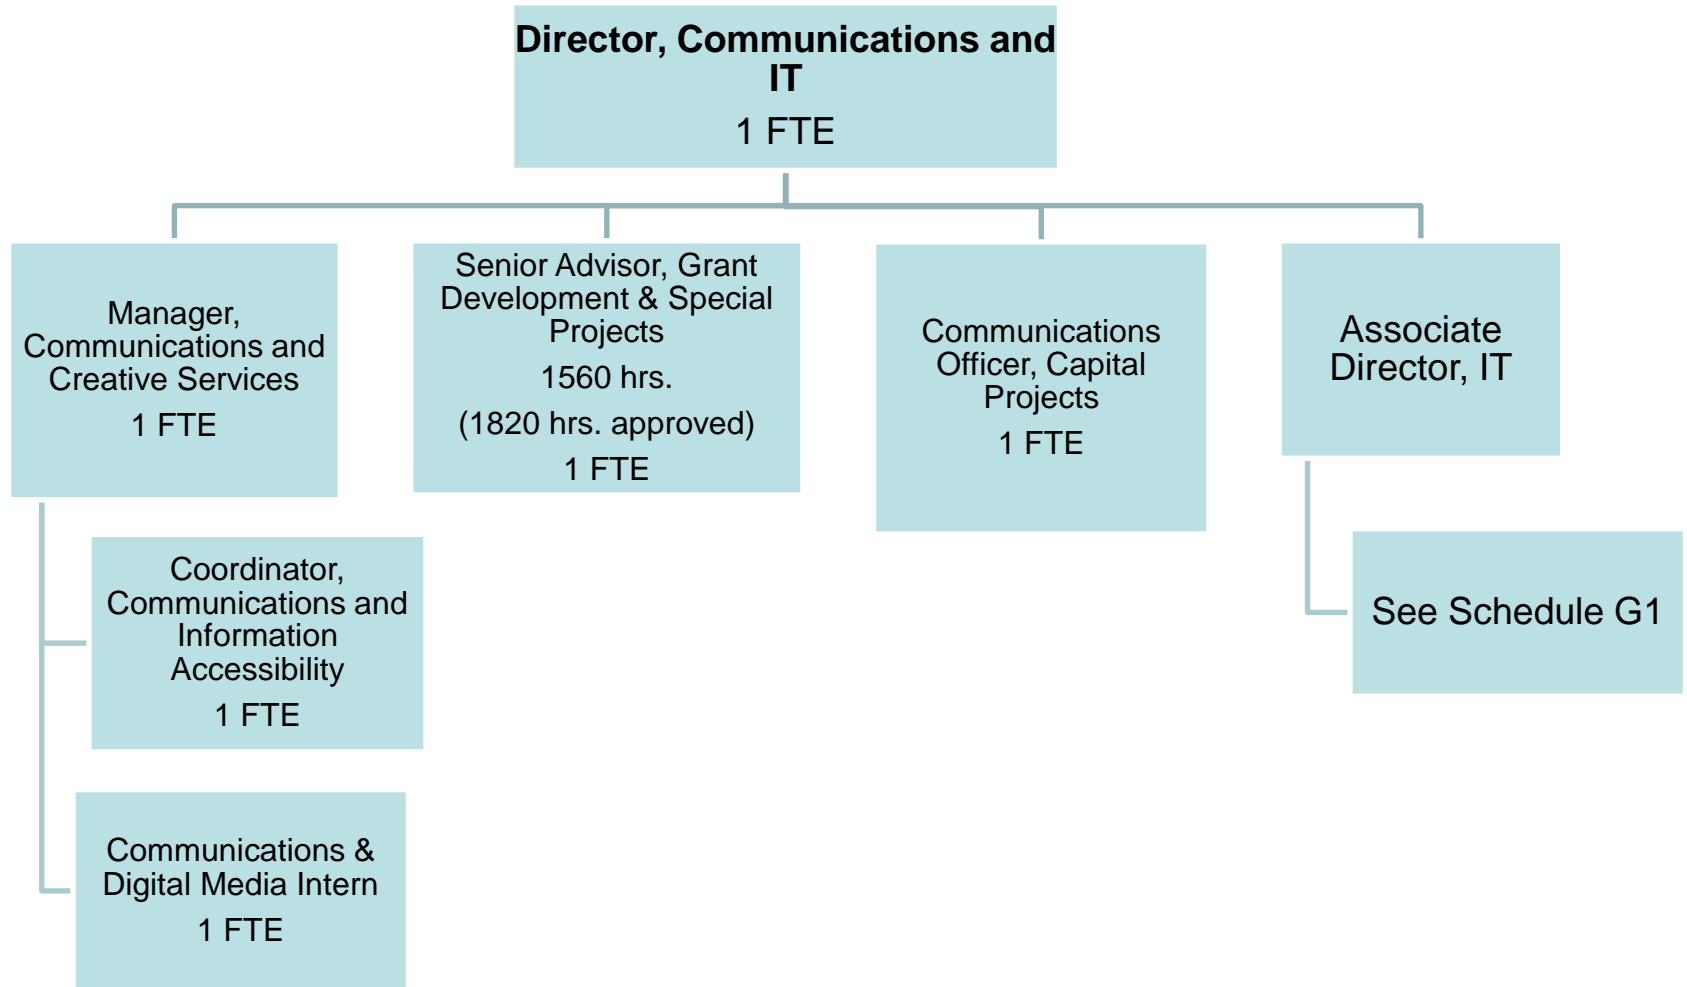 Director, Communications and
IT
1 FTE
Manager,
Communications and
Creative Services
1 FTE
Senior Advisor, Grant
Development & Special
Projects
1560 hrs.
(1820 hrs. approved)
1 FTE
Communications
Officer, Capital
Projects
1 FTE
Associate
Director, IT
Coordinator,
Communications and
Information
Accessibility
1 FTE
See Schedule G1
Communications &
Digital Media Intern
1 FTE